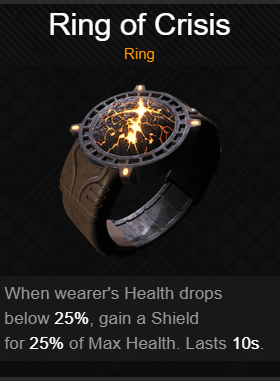 Ring of Crisis
Ring
When wearer's Health drops
below 25%, gain a Shield
for 25% of Max Health. Lasts 10s.